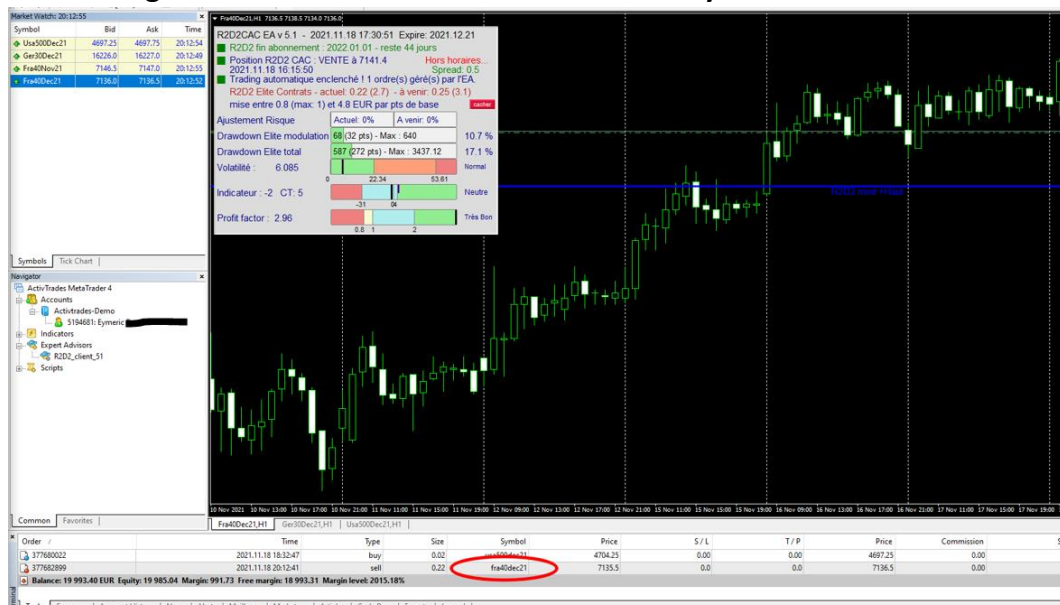 Market Watch: 20:12:55
Symbol Bid Ask Time
Usa500Dec21 4697.25 4697.75 20:12:54
Ger30Dec21 16226.0 16227.0 20:12:49
Fra40Nov21 7146.5 7147.0 20:12:55
Fra40Dec21 7136.0 7136.5 20:12:52
Symbols Tick Chart
Navigator
ActivTrades MetaTrader 4
Accounts
Activtrades-Demo
5194681: Eymeric
Indicators
Expert Advisors
R2D2_client_51
Scripts
Common Favorites
Fra40Dec21,H1 7136.5 7138.5 7134.0 7136.0
R2D2CAC EA v 5.1 - 2021.11.18 17:30:51 Expire: 2021.12.21
R2D2 fin abonnement : 2022.01.01 - reste 44 jours
Position R2D2 CAC : VENTE à 7141.4 Hors horaires...
2021.11.18 16:15:50 Spread: 0.5
Trading automatique enclenché ! 1 ordre(s) géré(s) par l'EA.
R2D2 Elite Contrats - actuel: 0.22 (2.7) - à venir: 0.25 (3.1)
mise entre 0.8 (max: 1) et 4.8 EUR par pts de base cacher
Ajustement Risque Actuel: 0% A venir: 0%
Drawdown Elite modulation 68 (32 pts) - Max : 640 10.7 %
Drawdown Elite total 587 (272 pts) - Max : 3437.12 17.1 %
Volatilité : 6.085 Normal
0 22.34 53.61
Indicateur : -2 CT: 5 Neutre
-31 04
Profit factor : 2.96 Très Bon
0.8 1 2
10 Nov 2021 10 Nov 13:00 10 Nov 17:00 10 Nov 21:00 11 Nov 11:00 11 Nov 15:00 11 Nov 19:00 12 Nov 09:00 12 Nov 13:00 12 Nov 17:00 12 Nov 21:00 15 Nov 11:00 15 Nov 15:00 15 Nov 19:00 16 Nov 09:00 16 Nov 13:00 16 Nov 17:00 16 Nov 21:00 17 Nov 11:00 17 Nov 15:00 17 Nov 19:00
Fra40Dec21,H1 Ger30Dec21,H1 Usa500Dec21,H1
Order Time Type Size Symbol Price S / L T / P Price Commission
377680022 2021.11.18 18:32:47 buy 0.02 usa500dec21 4704.25 0.00 0.00 4697.25 0.00
377682899 2021.11.18 20:12:41 sell 0.22 fra40dec21 7135.5 0.0 0.0 7136.5 0.00
Balance: 19 993.40 EUR Equity: 19 985.04 Margin: 991.73 Free margin: 18 993.31 Margin level: 2015.18%